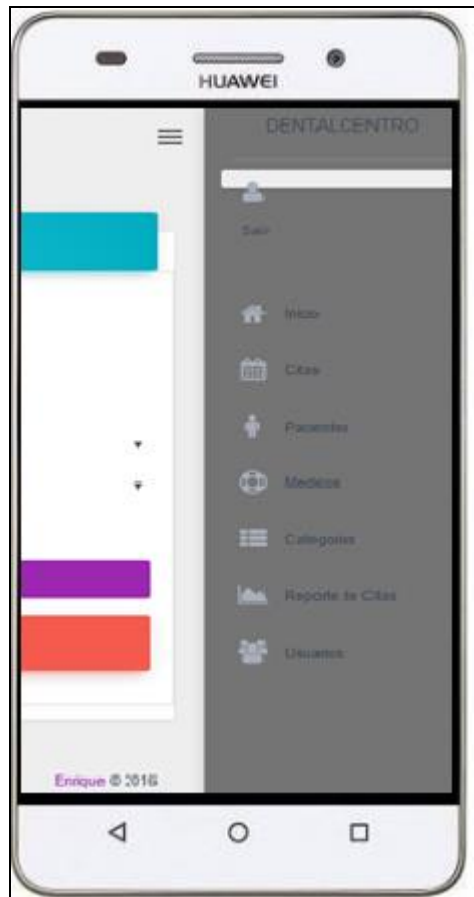 HUAWEI
DENTALCENTRO
Salir
Inicio
Citas
Pacientes
Medicos
Categorias
Reporte de Citas
Usuarios
Enrique © 2016